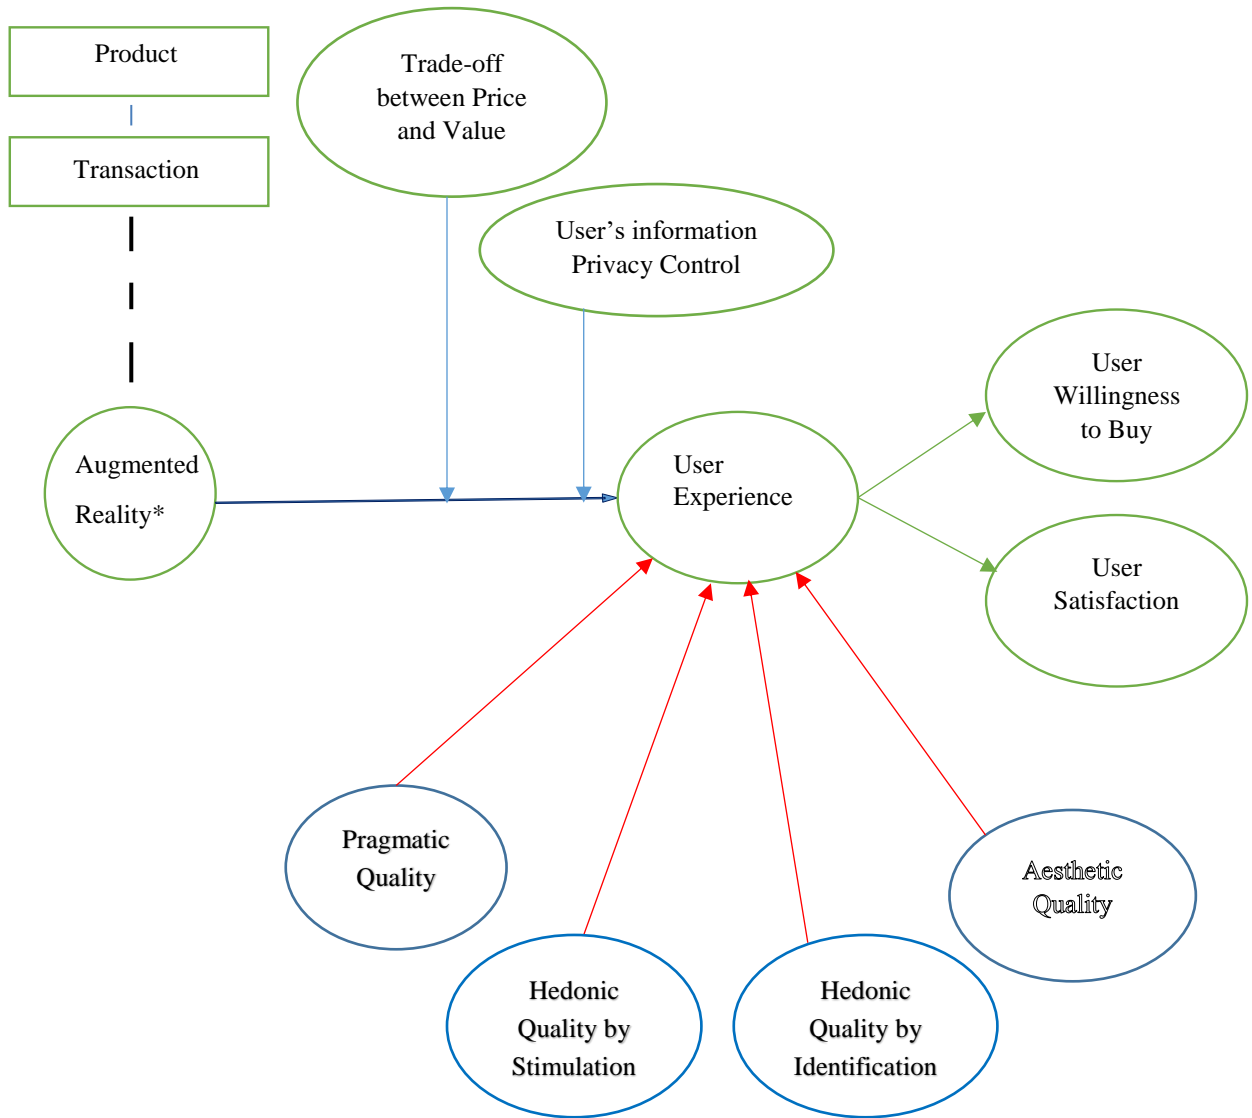 Product
Transaction
Trade-off
between Price
and Value
User’s information
Privacy Control
Augmented
Reality*
User
Experience
User
Willingness
to Buy
User
Satisfaction
Pragmatic
Quality
Hedonic
Quality by
Stimulation
Hedonic
Quality by
Identification
Aesthetic
Quality